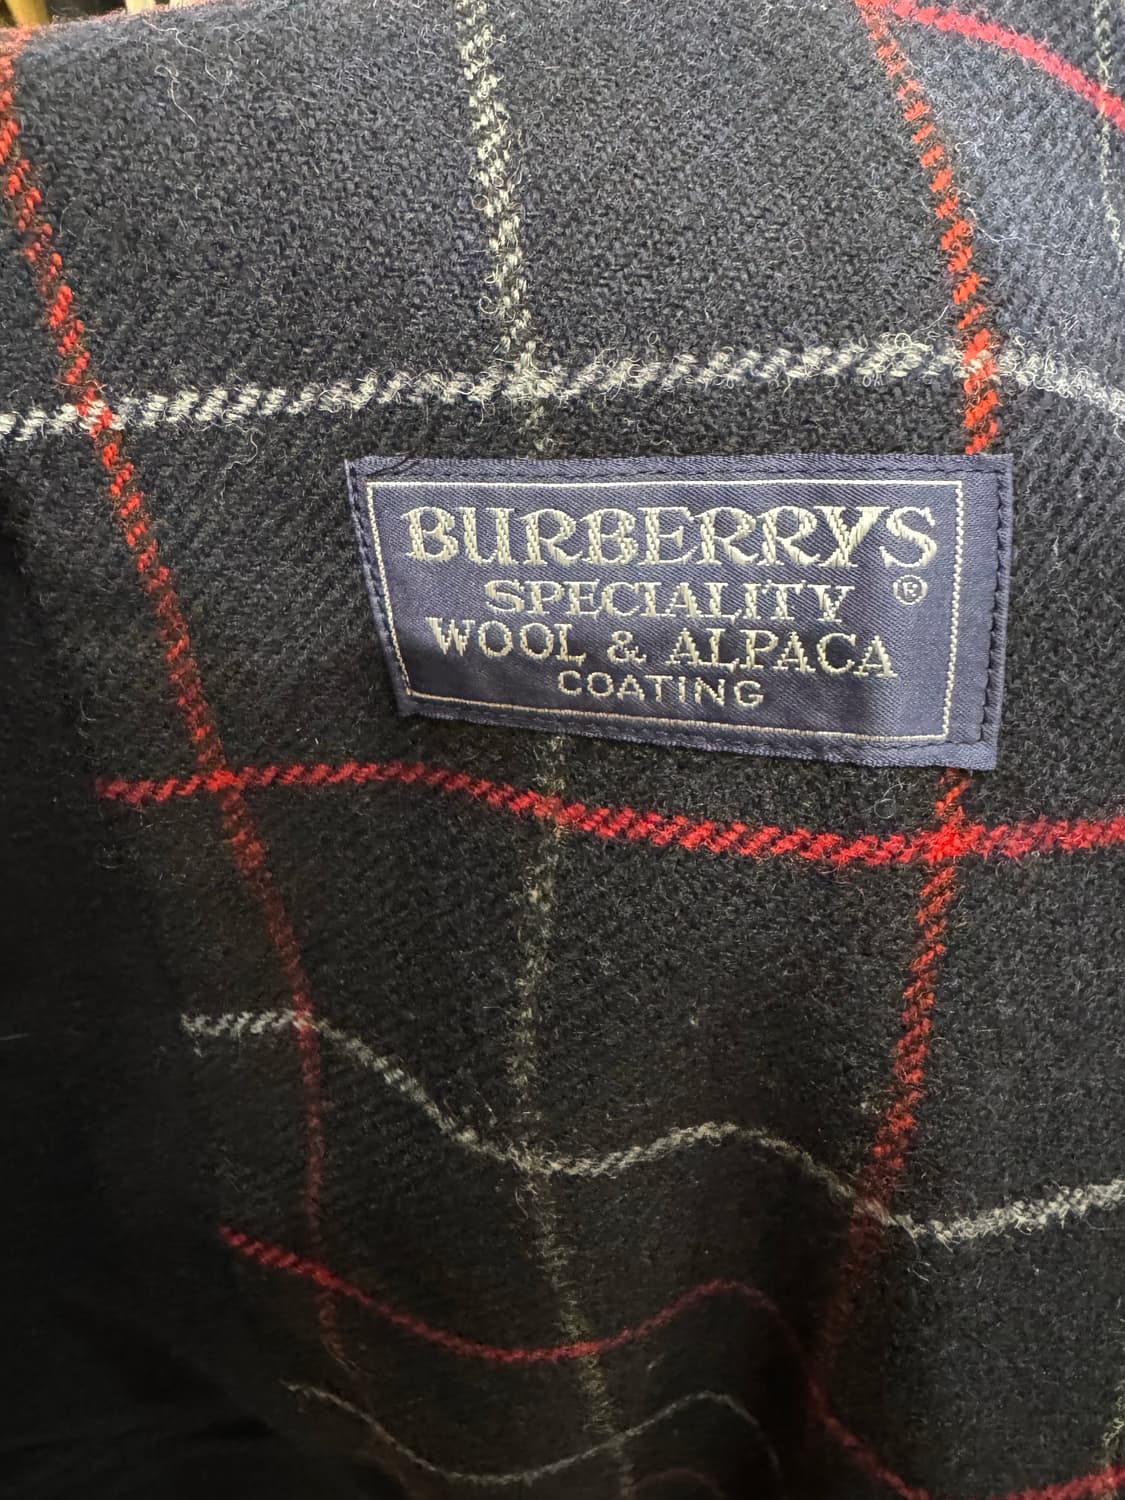 BURBERRYS
SPECIALITY ®
WOOL & ALPACA
COATING